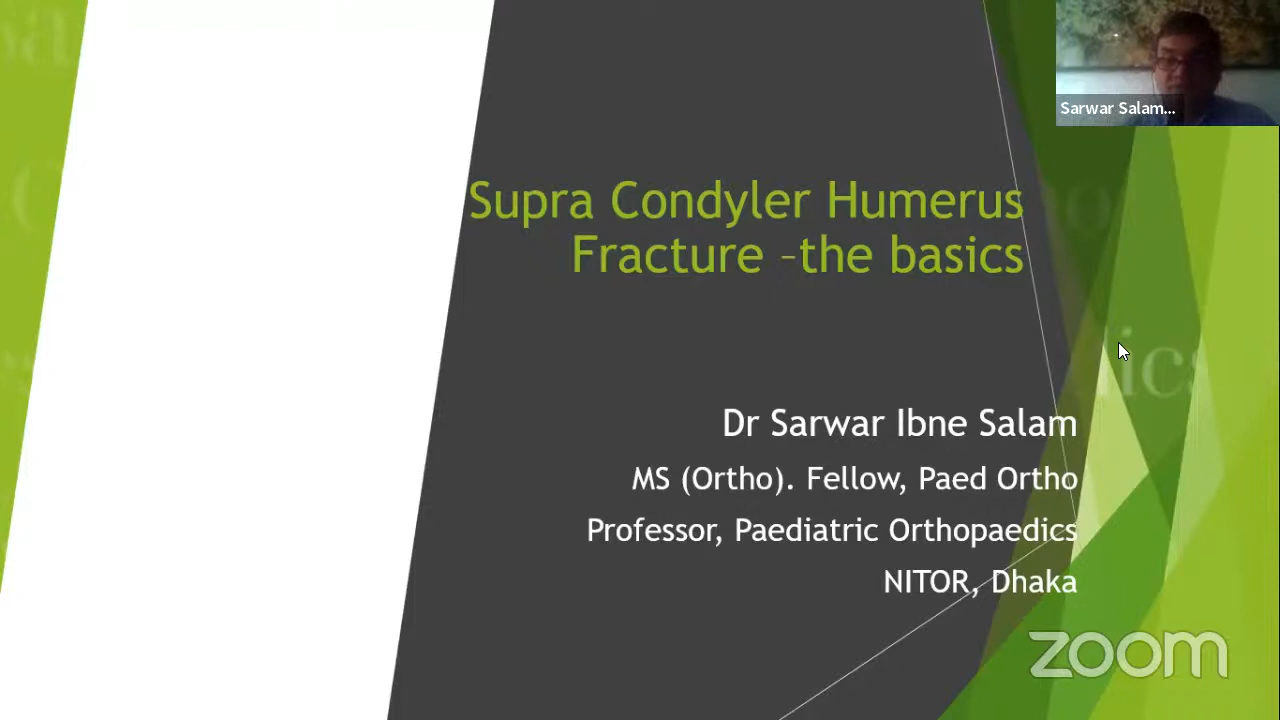 Sarwar Salam...
Supra Condyler Humerus
Fracture –the basics
Dr Sarwar Ibne Salam
MS (Ortho). Fellow, Paed Ortho
Professor, Paediatric Orthopaedics
NITOR, Dhaka
zoom